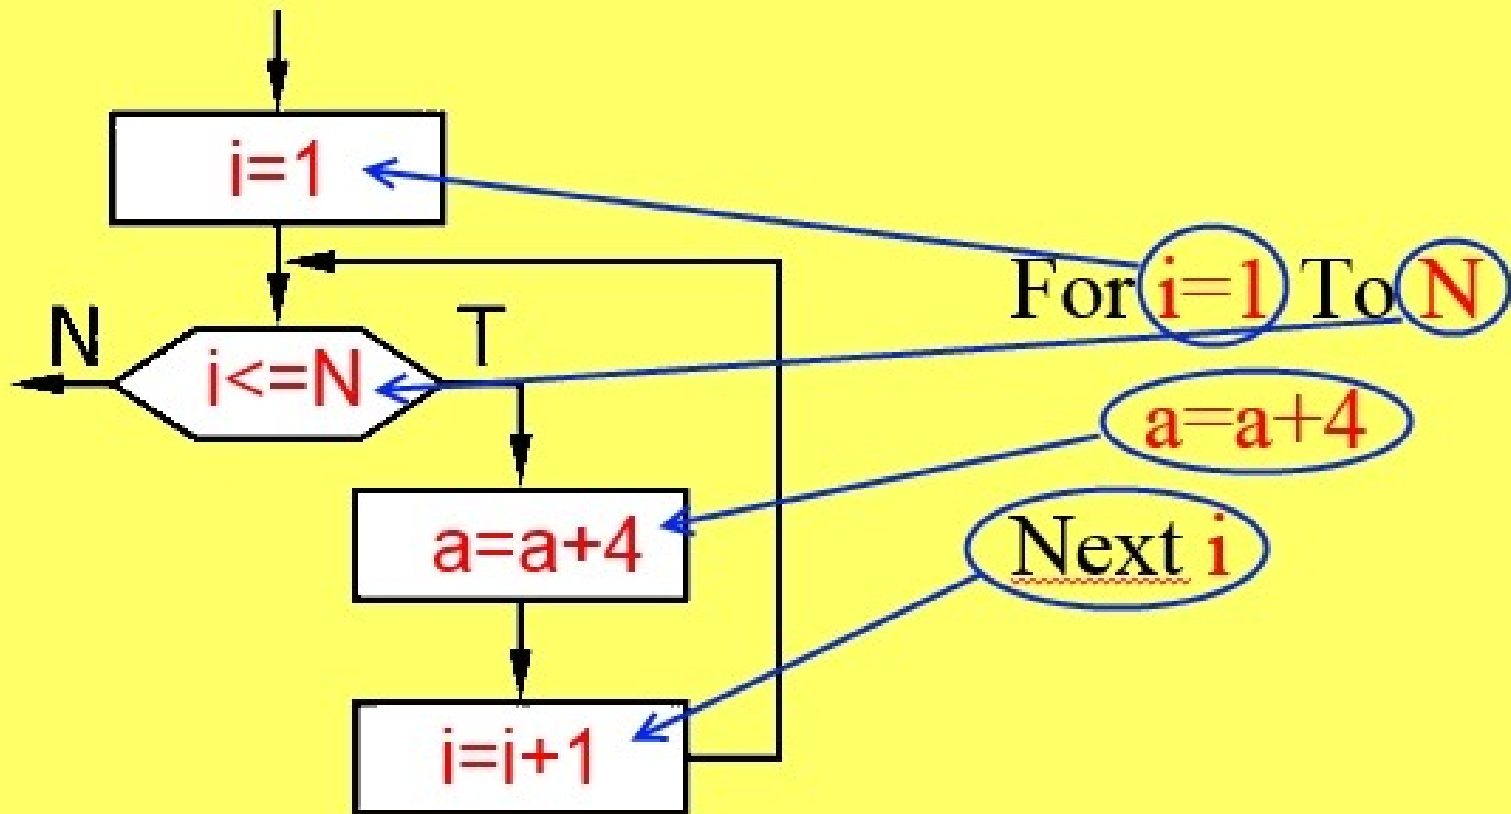 i=1
For i=1 To N
N
i<=N
T
a=a+4
a=a+4
Next i
i=i+1